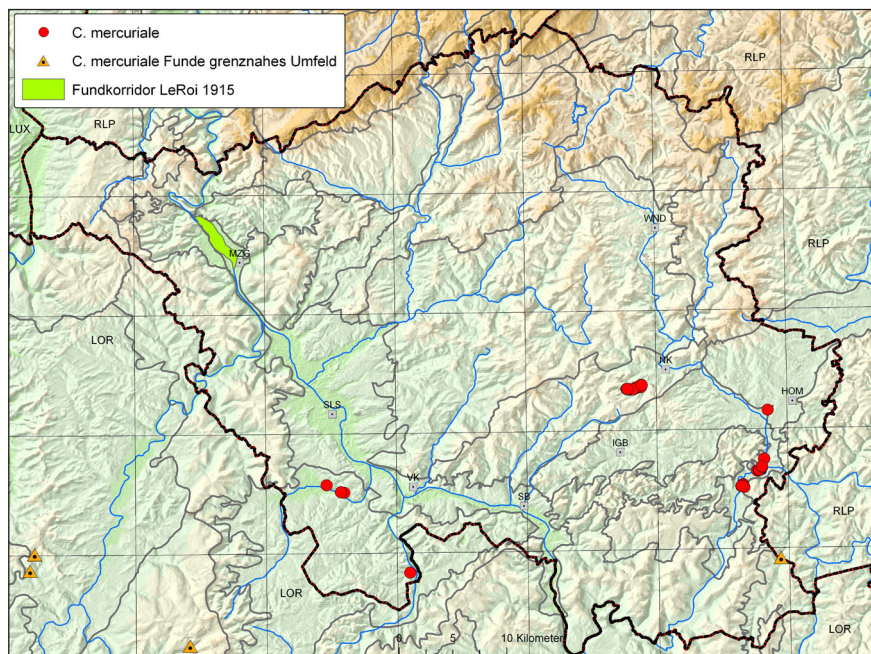 C. mercuriale
C. mercuriale Funde grenznahes Umfeld
Fundkorridor LeRoi 1915
RLP
LUX
RLP
WND
RLP
MZG
LOR
NK
HOM
SLS
IGB
VK
SB
RLP
LOR
LOR
0 5 10 Kilometer